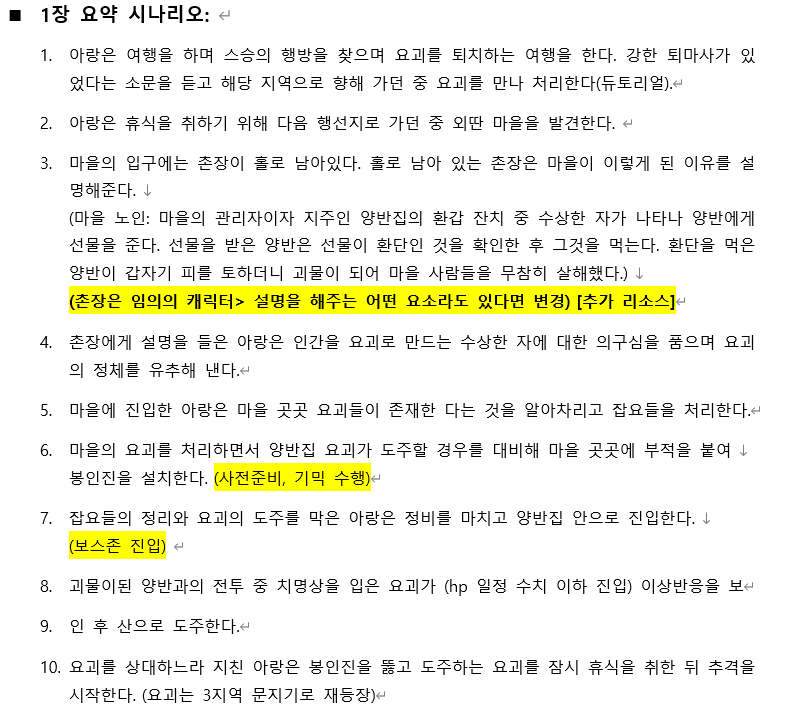 ■ 1장 요약 시나리오: ↵
1. 아랑은 여행을 하며 스승의 행방을 찾으며 요괴를 퇴치하는 여행을 한다. 강한 퇴마사가 있
었다는 소문을 듣고 해당 지역으로 향해 가던 중 요괴를 만나 처리한다(듀토리얼).↵
2. 아랑은 휴식을 취하기 위해 다음 행선지로 가던 중 외딴 마을을 발견한다. ↵
3. 마을의 입구에는 촌장이 홀로 남아있다. 홀로 남아 있는 촌장은 마을이 이렇게 된 이유를 설
명해준다. ↓
(마을 노인: 마을의 관리자이자 지주인 양반집의 환갑 잔치 중 수상한 자가 나타나 양반에게
선물을 준다. 선물을 받은 양반은 선물이 환단인 것을 확인한 후 그것을 먹는다. 환단을 먹은
양반이 갑자기 피를 토하더니 괴물이 되어 마을 사람들을 무참히 살해했다.) ↓
(촌장은 임의의 캐릭터> 설명을 해주는 어떤 요소라도 있다면 변경) [추가 리소스]↵
4. 촌장에게 설명을 들은 아랑은 인간을 요괴로 만드는 수상한 자에 대한 의구심을 품으며 요괴
의 정체를 유추해 낸다.↵
5. 마을에 진입한 아랑은 마을 곳곳 요괴들이 존재한 다는 것을 알아차리고 잡요들을 처리한다.↵
6. 마을의 요괴를 처리하면서 양반집 요괴가 도주할 경우를 대비해 마을 곳곳에 부적을 붙여 ↓
봉인진을 설치한다. (사전준비, 기믹 수행)↵
7. 잡요들의 정리와 요괴의 도주를 막은 아랑은 정비를 마치고 양반집 안으로 진입한다. ↓
(보스존 진입) ↵
8. 괴물이된 양반과의 전투 중 치명상을 입은 요괴가 (hp 일정 수치 이하 진입) 이상반응을 보↵
9. 인 후 산으로 도주한다.↵
10. 요괴를 상대하느라 지친 아랑은 봉인진을 뚫고 도주하는 요괴를 잠시 휴식을 취한 뒤 추격을
시작한다. (요괴는 3지역 문지기로 재등장)↵